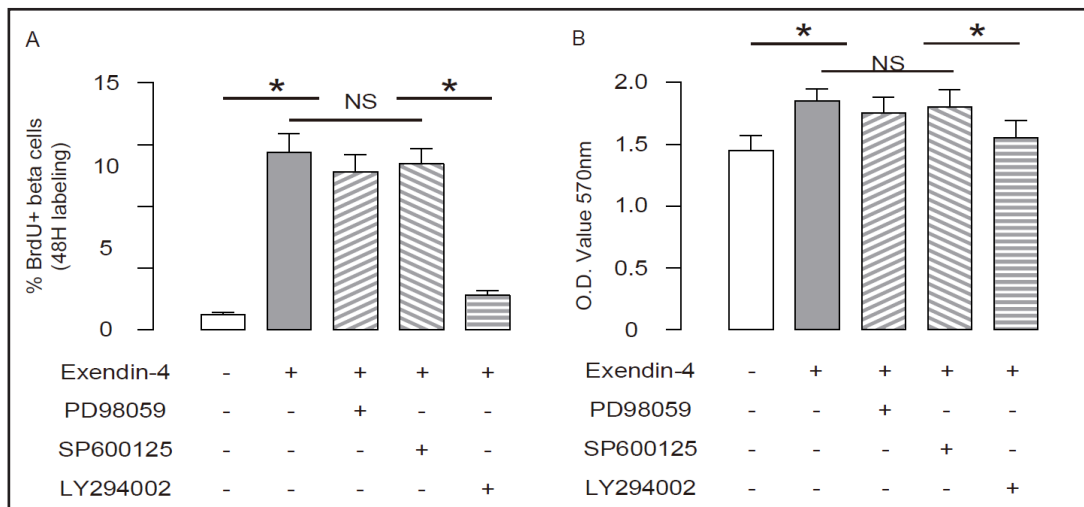 A
% BrdU+ beta cells
(48H labeling)
15
10
5
0
*
NS
*
Exendin-4 - + + + +
PD98059 - - + - -
SP600125 - - - + -
LY294002 - - - - +
B
O.D. Value 570nm
2.0
1.5
1.0
0.5
0
*
NS
*
Exendin-4 - + + + +
PD98059 - - + - -
SP600125 - - - + -
LY294002 - - - - +